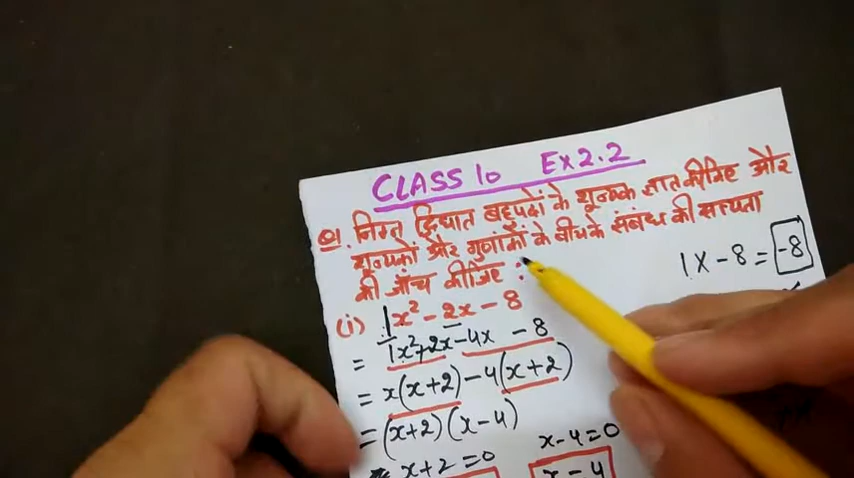 CLASS 10 EX 2.2
Q1. निम्न द्विघात बहुपदों के शून्यक ज्ञात कीजिए और
शून्यकों और गुणांकों के बीच के संबंध की सत्यता
की जाँच कीजिए :
(i) 1x² - 2x - 8
1X - 8 = -8
= 1x² + 2x - 4x - 8
= x(x+2) - 4(x+2)
= (x+2)(x-4)
x+2 = 0 x-4 = 0
x = 4